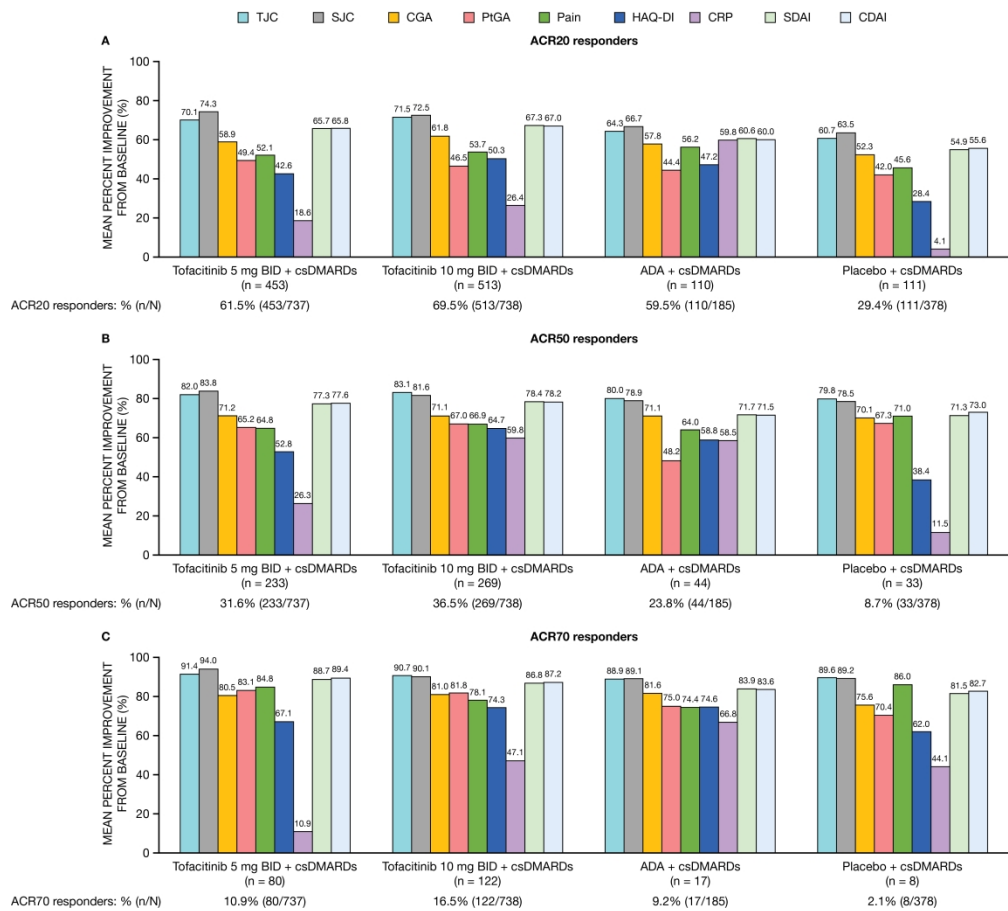 TJC SJC CGA PtGA Pain HAQ-DI CRP SDAI CDAI
A ACR20 responders
MEAN PERCENT IMPROVEMENT
FROM BASELINE (%)
100
80
60
40
20
0
70.1 74.3 58.9 49.4 52.1 42.6 18.6 65.7 65.8
71.5 72.5 61.8 46.5 53.7 50.3 26.4 67.3 67.0
64.3 66.7 57.8 44.4 56.2 47.2 59.8 60.6 60.0
60.7 63.5 52.3 42.0 45.6 28.4 4.1 54.9 55.6
Tofacitinib 5 mg BID + csDMARDs Tofacitinib 10 mg BID + csDMARDs ADA + csDMARDs Placebo + csDMARDs
(n = 453) (n = 513) (n = 110) (n = 111)
ACR20 responders: % (n/N) 61.5% (453/737) 69.5% (513/738) 59.5% (110/185) 29.4% (111/378)
B ACR50 responders
MEAN PERCENT IMPROVEMENT
FROM BASELINE (%)
100
80
60
40
20
0
82.0 83.8 71.2 65.2 64.8 52.8 26.3 77.3 77.6
83.1 81.6 71.1 67.0 66.9 64.7 59.8 78.4 78.2
80.0 78.9 71.1 48.2 64.0 58.8 58.5 71.7 71.5
79.8 78.5 70.1 67.3 71.0 38.4 11.5 71.3 73.0
Tofacitinib 5 mg BID + csDMARDs Tofacitinib 10 mg BID + csDMARDs ADA + csDMARDs Placebo + csDMARDs
(n = 233) (n = 269) (n = 44) (n = 33)
ACR50 responders: % (n/N) 31.6% (233/737) 36.5% (269/738) 23.8% (44/185) 8.7% (33/378)
C ACR70 responders
MEAN PERCENT IMPROVEMENT
FROM BASELINE (%)
100
80
60
40
20
0
91.4 94.0 80.5 83.1 84.8 67.1 10.9 88.7 89.4
90.7 90.1 81.0 81.8 78.1 74.3 47.1 86.8 87.2
88.9 89.1 81.6 75.0 74.4 74.6 66.8 83.9 83.6
89.6 89.2 75.6 70.4 86.0 62.0 44.1 81.5 82.7
Tofacitinib 5 mg BID + csDMARDs Tofacitinib 10 mg BID + csDMARDs ADA + csDMARDs Placebo + csDMARDs
(n = 80) (n = 122) (n = 17) (n = 8)
ACR70 responders: % (n/N) 10.9% (80/737) 16.5% (122/738) 9.2% (17/185) 2.1% (8/378)